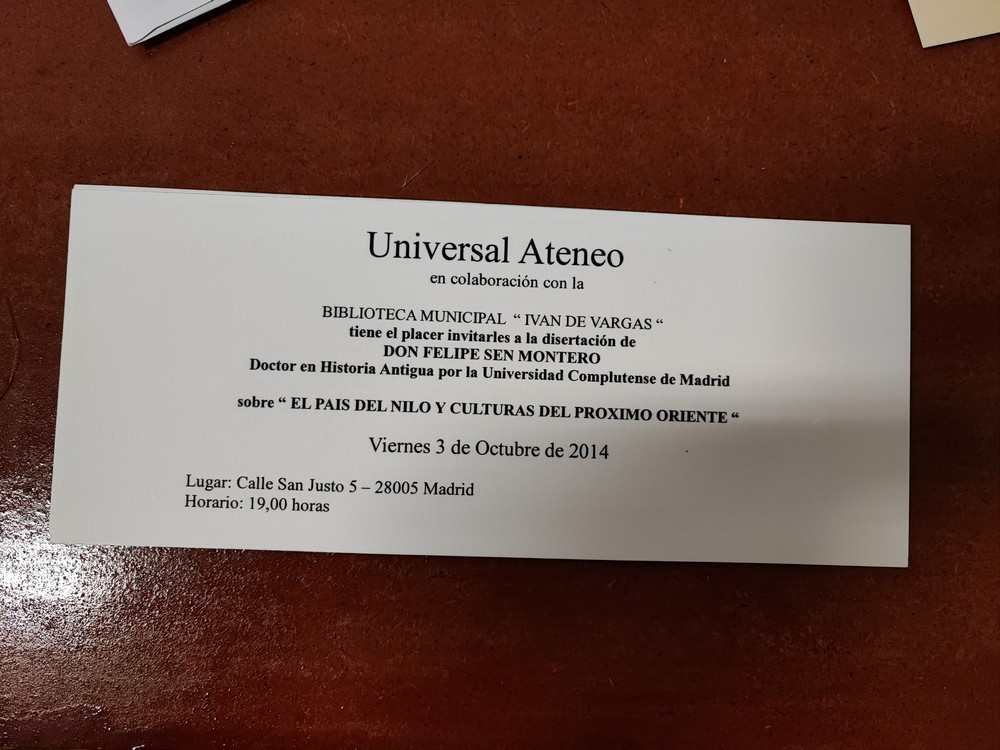 Universal Ateneo
en colaboración con la
BIBLIOTECA MUNICIPAL “ IVAN DE VARGAS “
tiene el placer invitarles a la disertación de
DON FELIPE SEN MONTERO
Doctor en Historia Antigua por la Universidad Complutense de Madrid
sobre “ EL PAIS DEL NILO Y CULTURAS DEL PROXIMO ORIENTE “
Viernes 3 de Octubre de 2014
Lugar: Calle San Justo 5 – 28005 Madrid
Horario: 19,00 horas